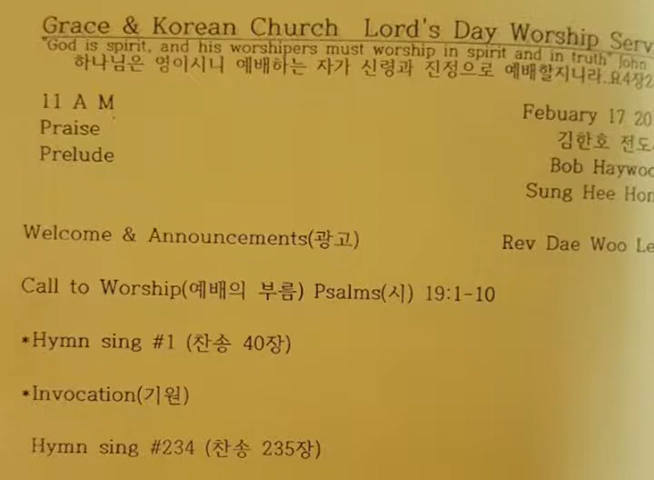 Grace & Korean Church Lord's Day Worship
"God is spirit, and his worshipers must worship in spirit and in truth" John
하나님은 영이시니 예배하는 자가 신령과 진정으로 예배할지니라.요4장
11 A M Febuary 17
Praise 김한호
Prelude Bob
Sung Hee
Welcome & Announcements(광고) Rev Dae Woo
Call to Worship(예배의 부름) Psalms(시) 19:1-10
*Hymn sing #1 (찬송 40장)
*Invocation(기원)
Hymn sing #234 (찬송 235장)